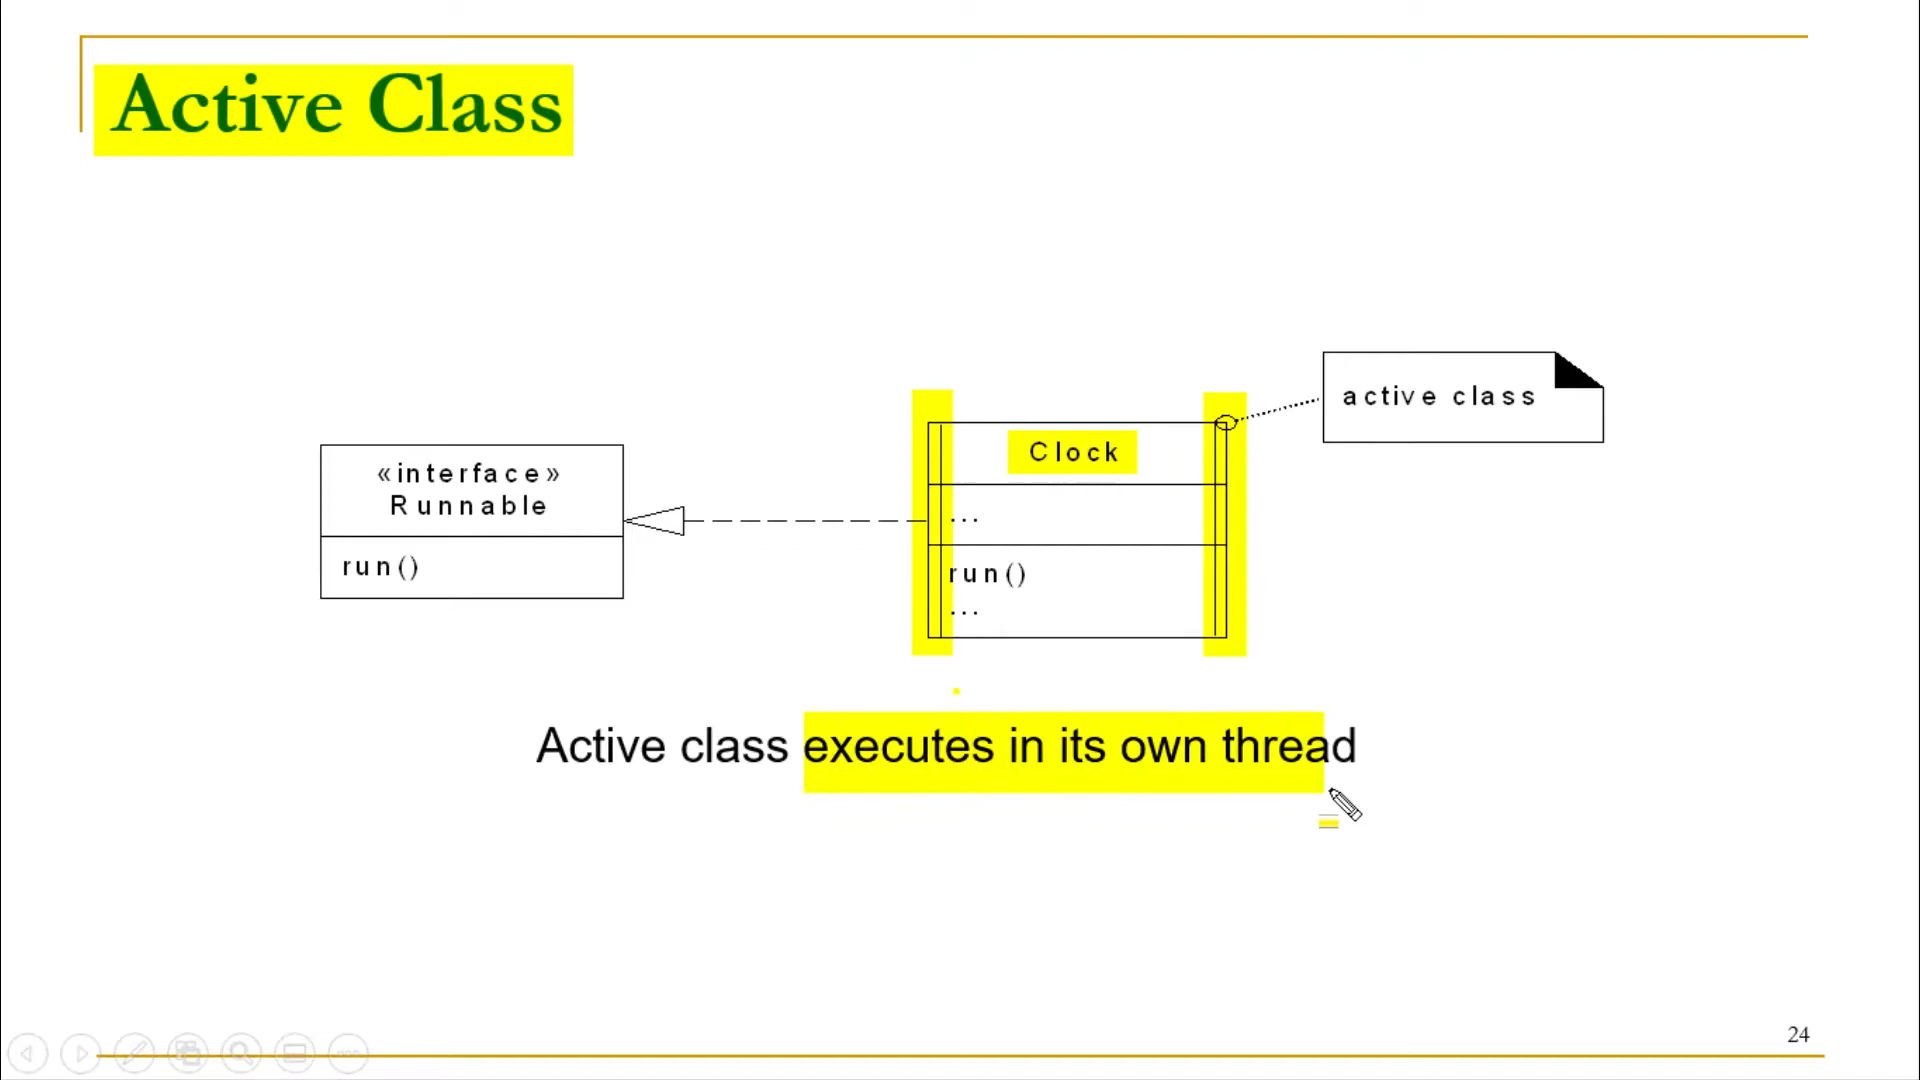 Active Class
active class
«interface»
Runnable
run()
Clock
...
run()
...
Active class executes in its own thread
24